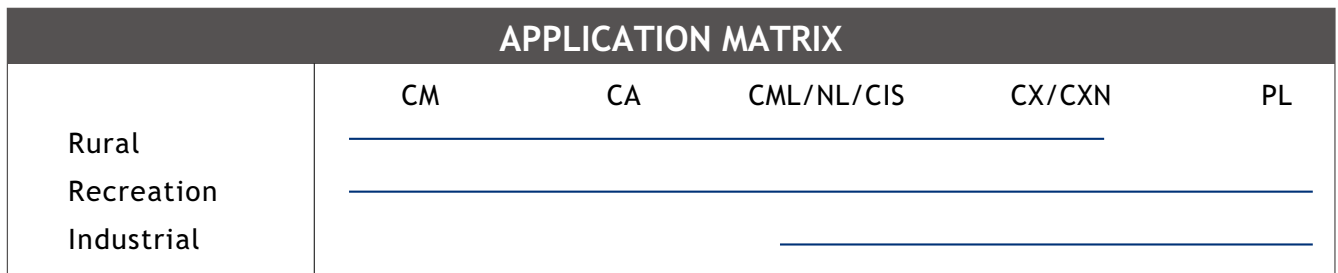 APPLICATION MATRIX
CM CA CML/NL/CIS CX/CXN PL
Rural
Recreation
Industrial